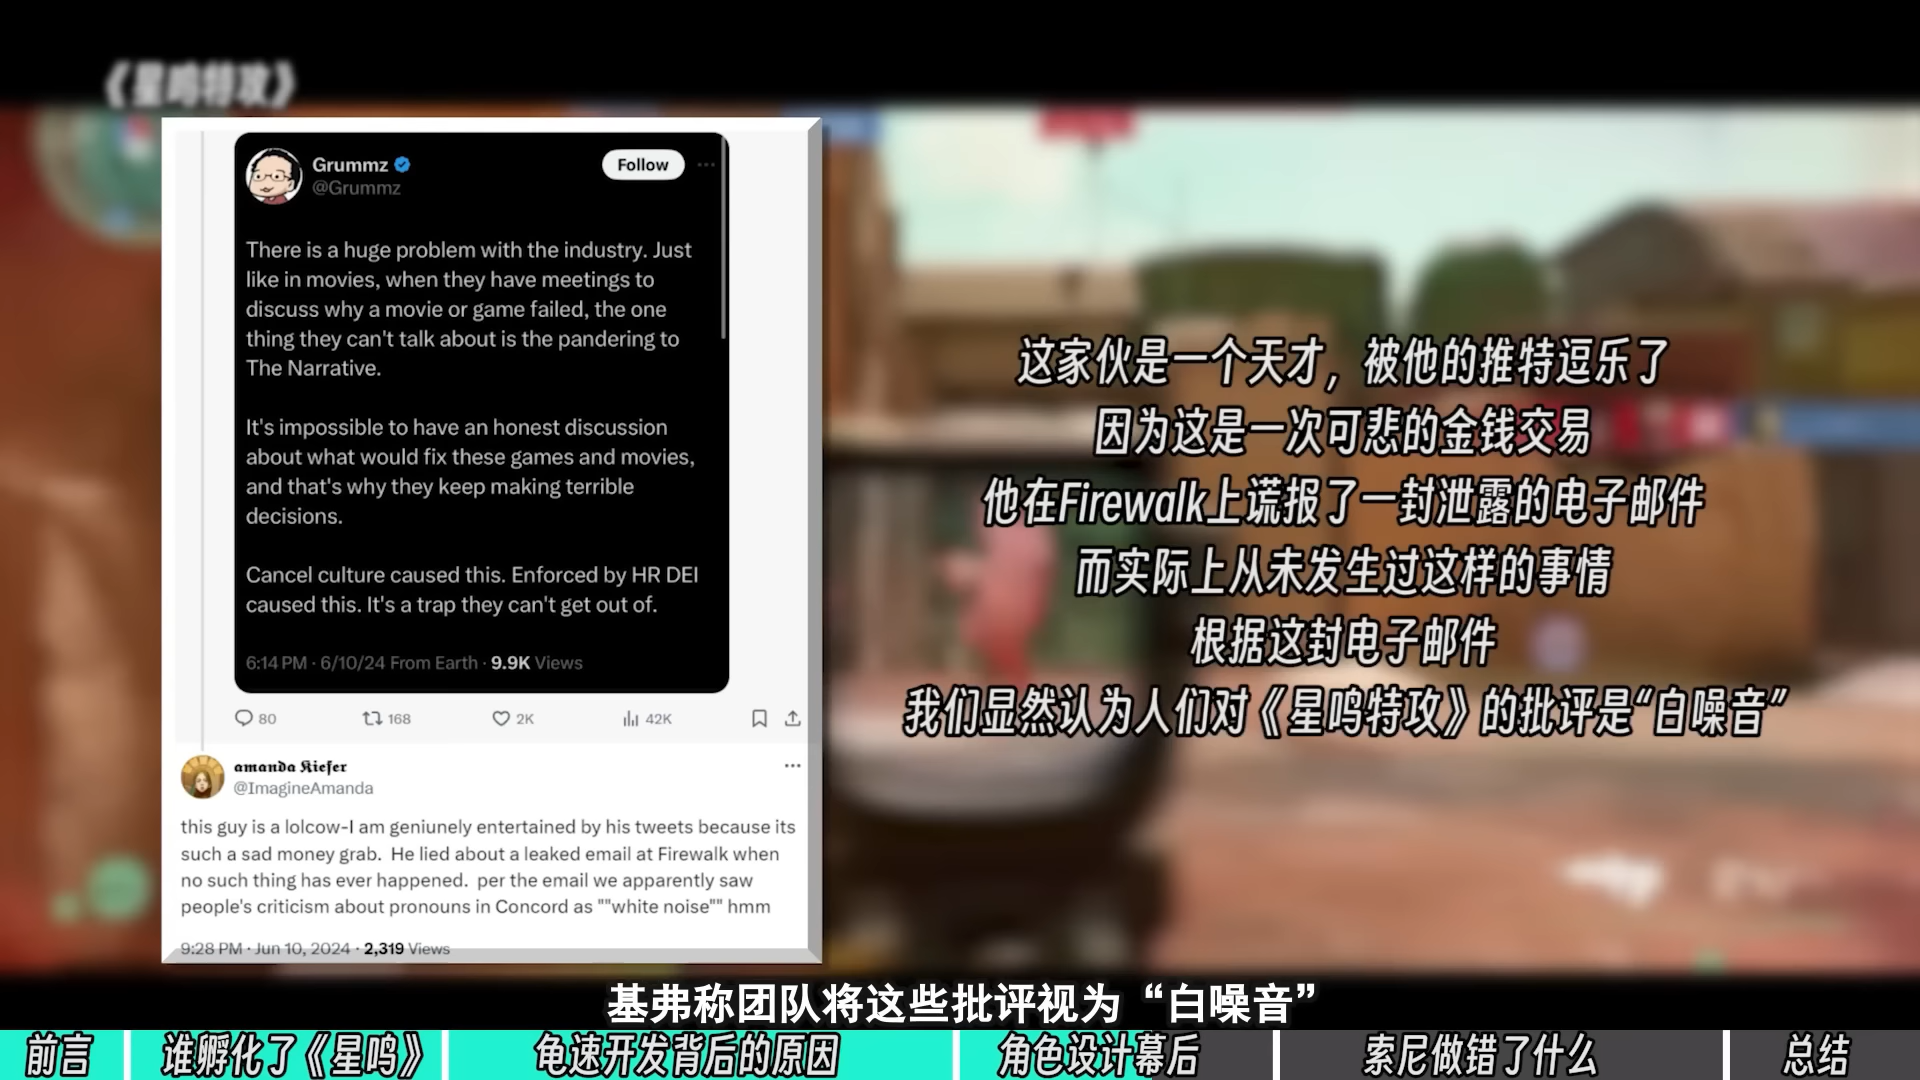 《星鸣特攻》
Grummz
@Grummz
Follow
There is a huge problem with the industry. Just
like in movies, when they have meetings to
discuss why a movie or game failed, the one
thing they can't talk about is the pandering to
The Narrative.
It's impossible to have an honest discussion
about what would fix these games and movies,
and that's why they keep making terrible
decisions.
Cancel culture caused this. Enforced by HR DEI
caused this. It's a trap they can't get out of.
6:14 PM · 6/10/24 From Earth · 9.9K Views
80 168 2K 42K
amanda Kiefer
@ImagineAmanda
this guy is a lolcow-I am geniunely entertained by his tweets because its
such a sad money grab. He lied about a leaked email at Firewalk when
no such thing has ever happened. per the email we apparently saw
people's criticism about pronouns in Concord as ""white noise"" hmm
9:28 PM · Jun 10, 2024 · 2,319 Views
这家伙是一个天才，被他的推特逗乐了
因为这是一次可悲的金钱交易
他在Firewalk上谎报了一封泄露的电子邮件
而实际上从未发生过这样的事情
根据这封电子邮件
我们显然认为人们对《星鸣特攻》的批评是“白噪音”
基弗称团队将这些批评视为“白噪音”
前言 谁孵化了《星鸣》 龟速开发背后的原因 角色设计幕后 索尼做错了什么 总结